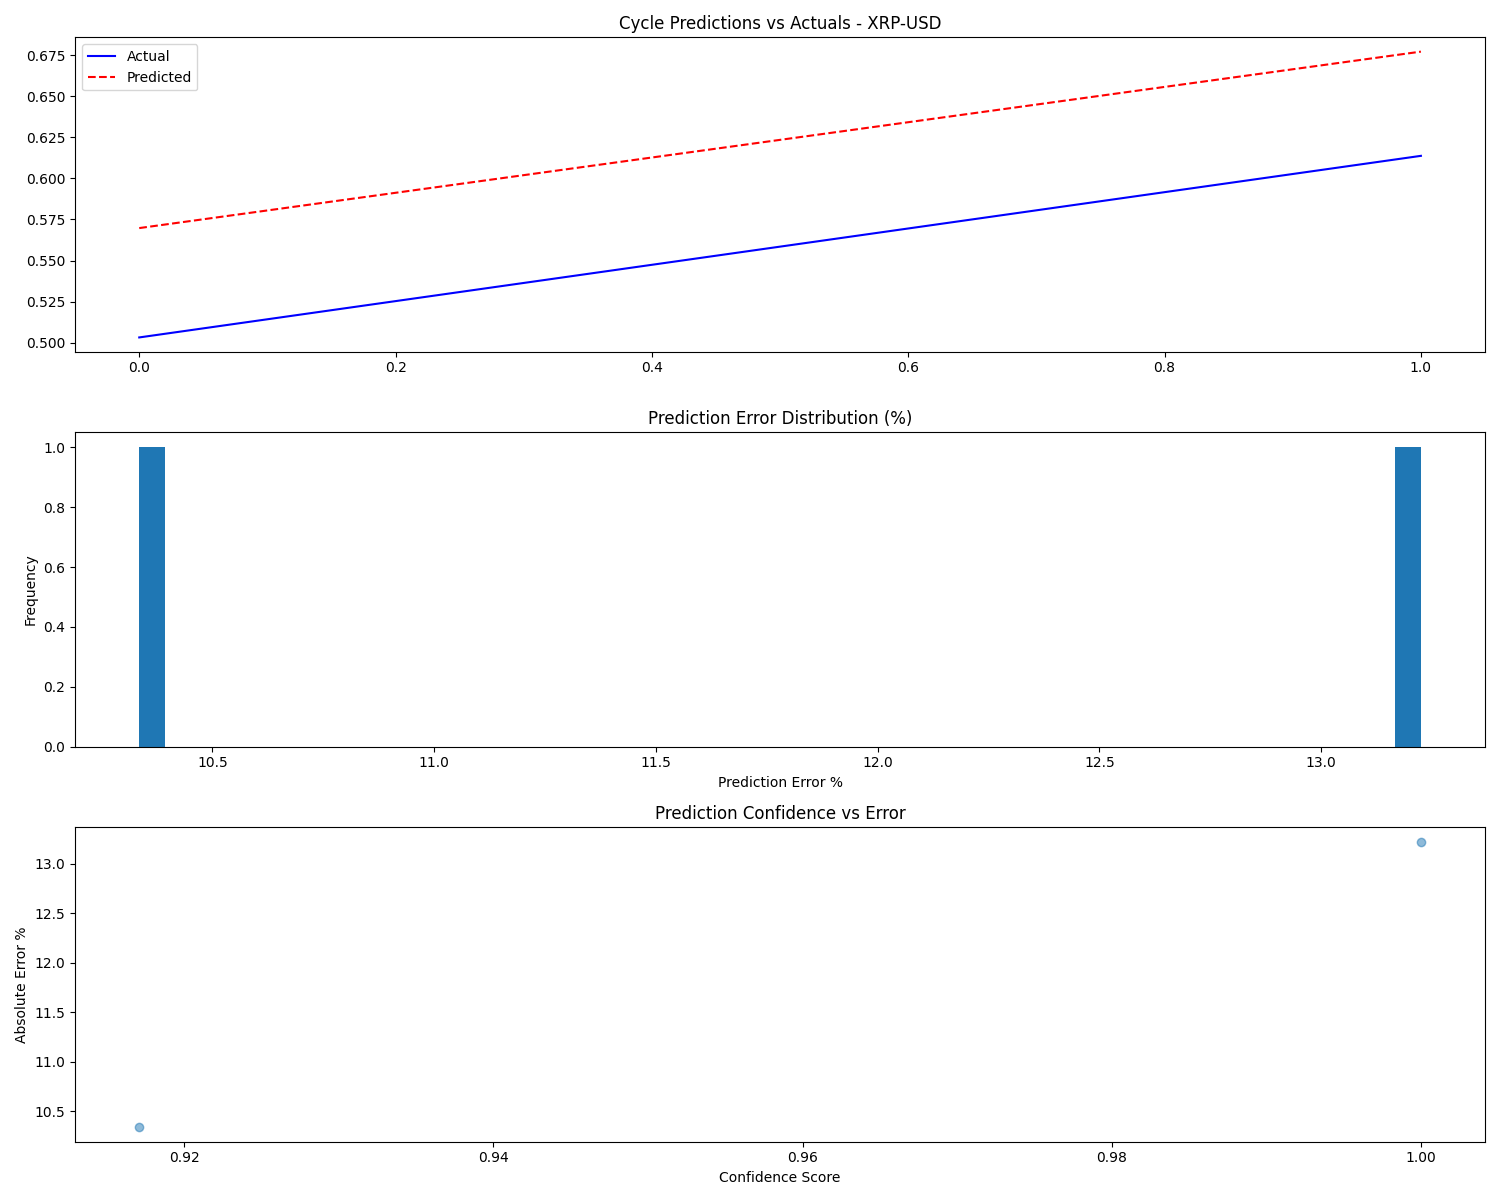 Cycle Predictions vs Actuals - XRP-USD
Actual
Predicted
0.675
0.650
0.625
0.600
0.575
0.550
0.525
0.500
0.0 0.2 0.4 0.6 0.8 1.0
Prediction Error Distribution (%)
Frequency
1.0
0.8
0.6
0.4
0.2
0.0
10.5 11.0 11.5 12.0 12.5 13.0
Prediction Error %
Prediction Confidence vs Error
Absolute Error %
13.0
12.5
12.0
11.5
11.0
10.5
0.92 0.94 0.96 0.98 1.00
Confidence Score